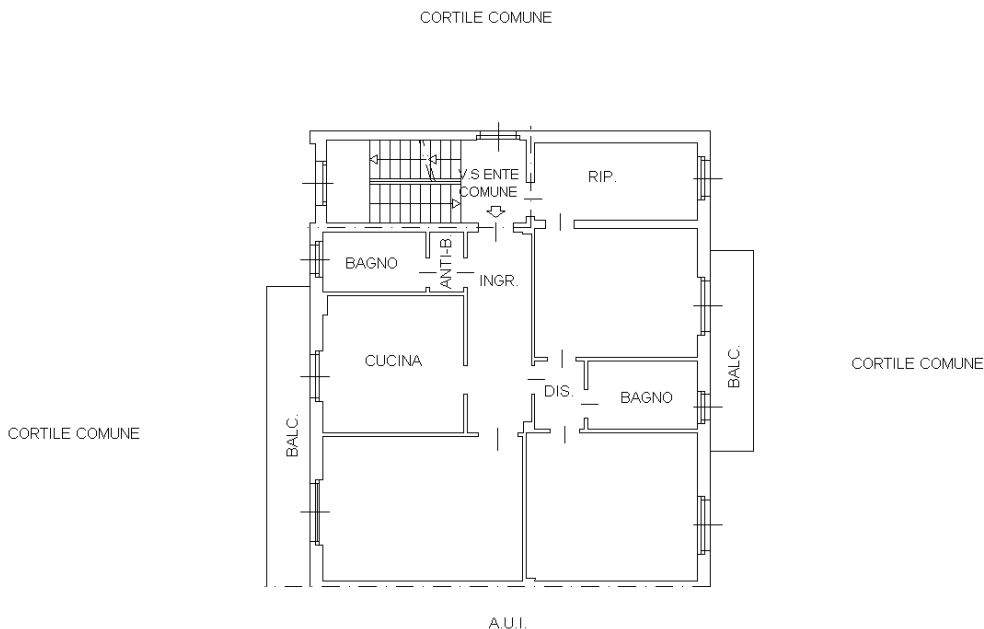 CORTILE COMUNE
V.S ENTE
COMUNE
RIP.
BAGNO
ANTI-B.
INGR.
CUCINA
DIS.
BAGNO
BALC.
CORTILE COMUNE
BALC.
CORTILE COMUNE
A.U.I.